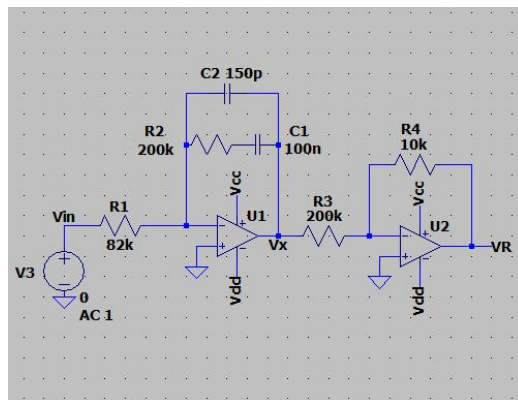 C2 150p
R2
200k
C1
100n
R4
10k
Vcc
U1
R3
200k
Vcc
U2
Vin
R1
82k
Vx
VR
V3
Vdd
Vdd
0
AC 1